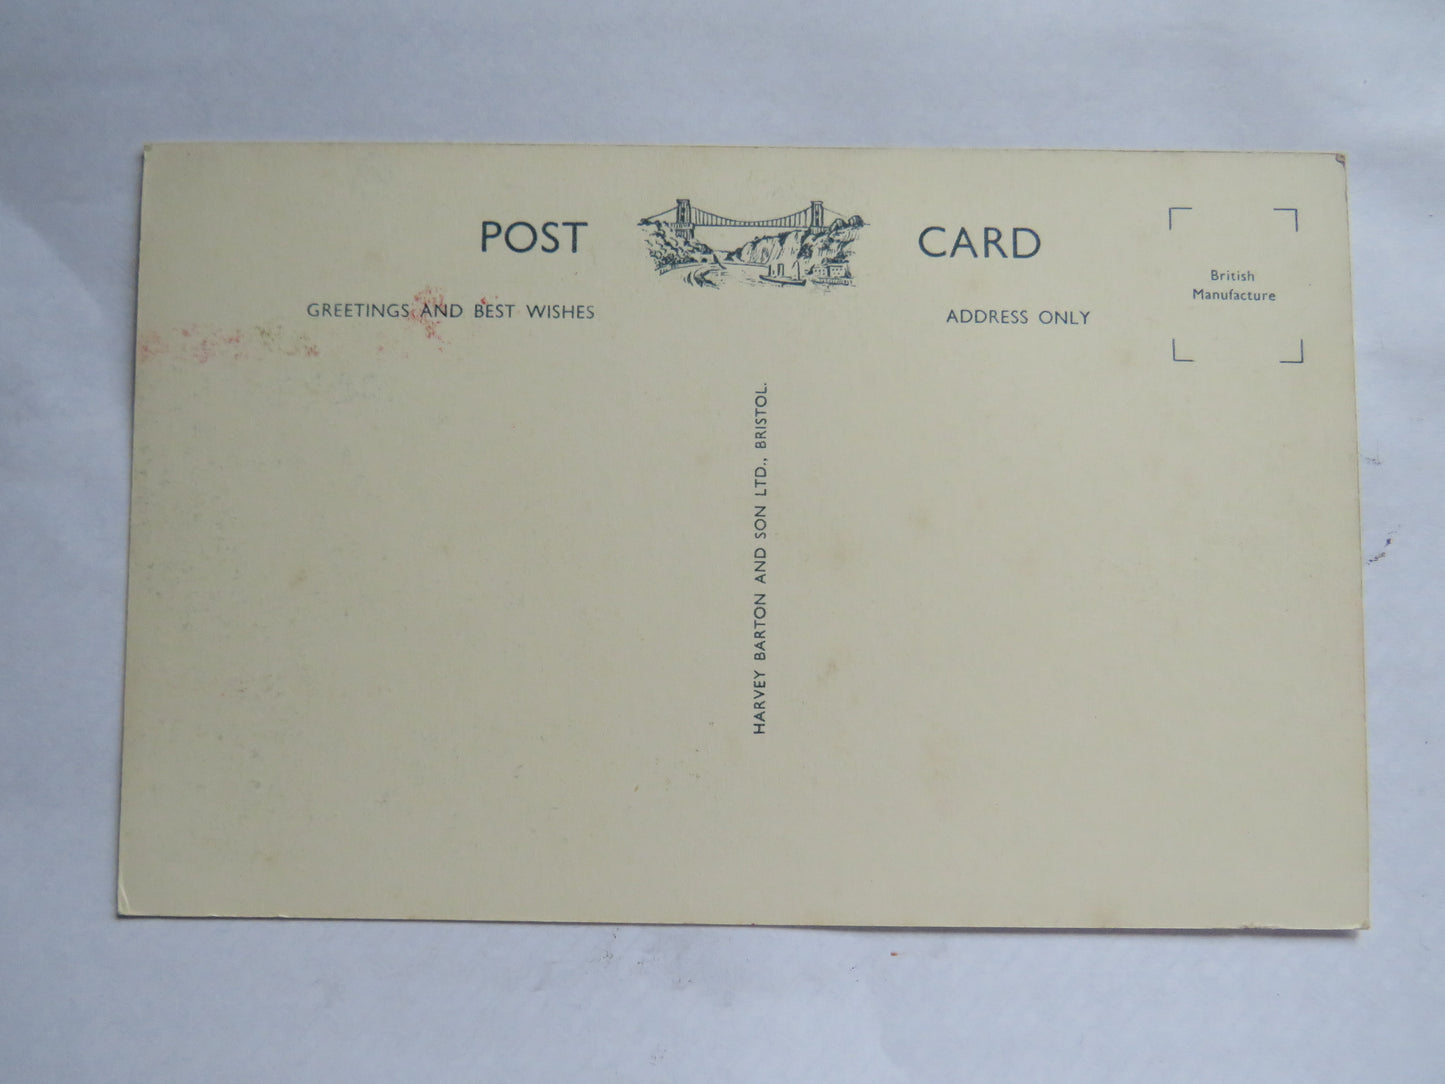 POST CARD
GREETINGS AND BEST WISHES
ADDRESS ONLY
British
Manufacture
HARVEY BARTON AND SON LTD., BRISTOL.